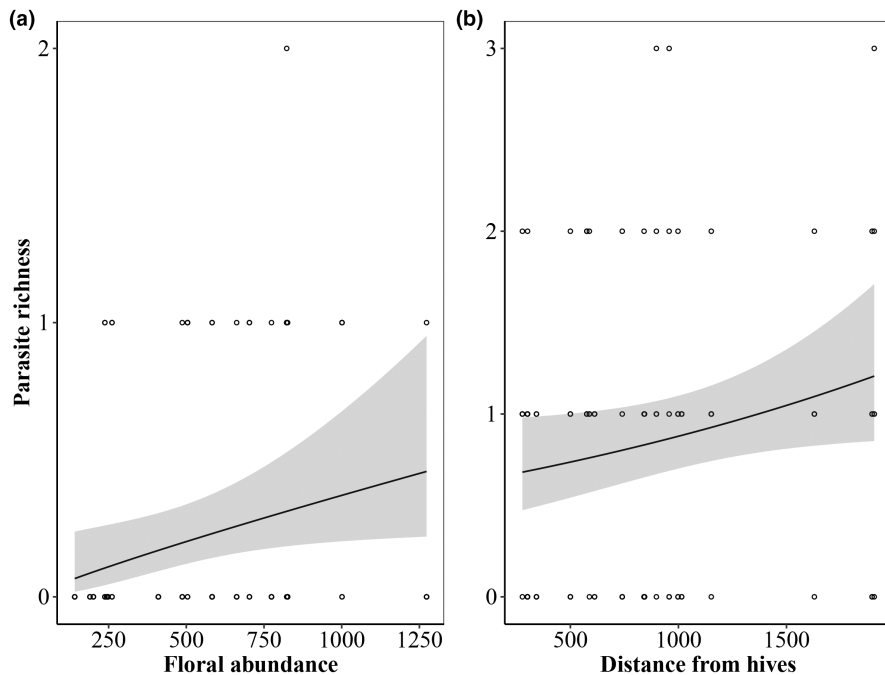 (a)
Parasite richness
2
1
0
250 500 750 1000 1250
Floral abundance
(b)
3
2
1
0
500 1000 1500
Distance from hives